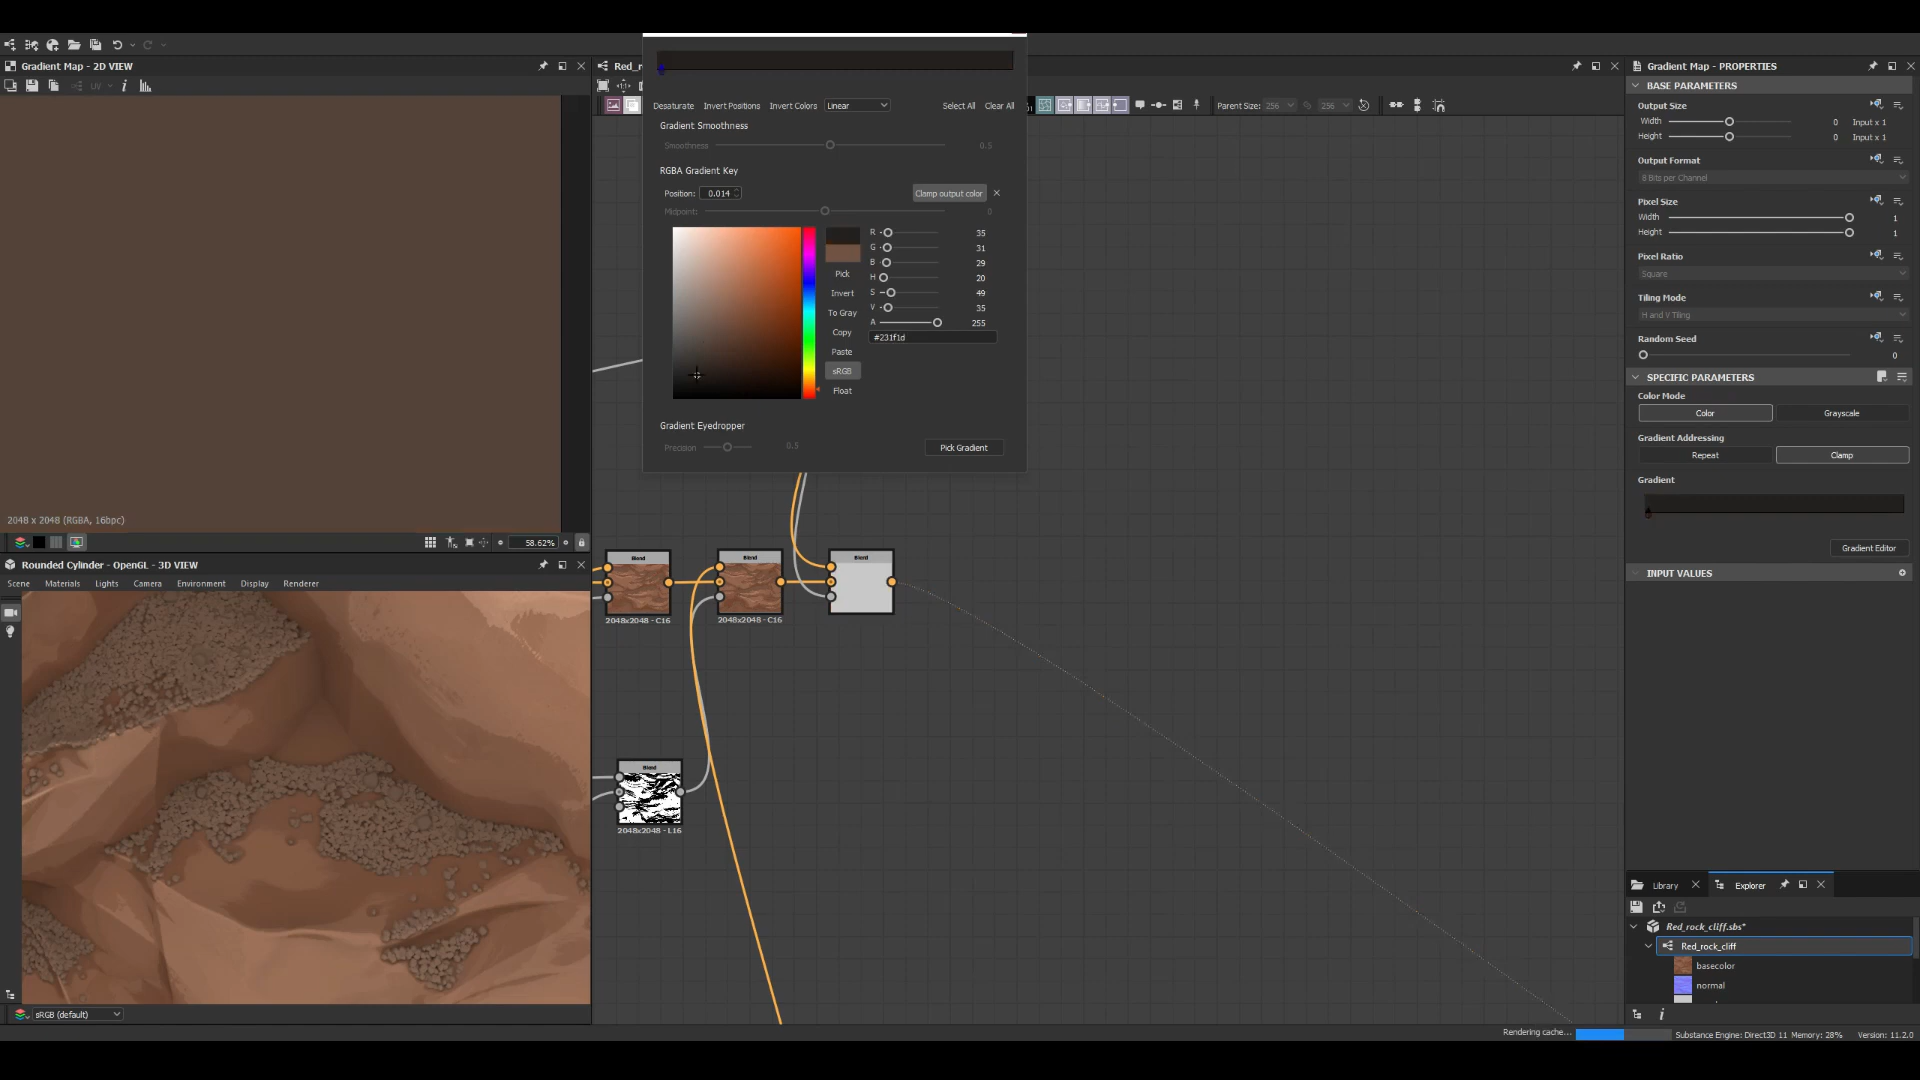 Gradient Map - 2D VIEW
UV
2048 x 2048 (RGBA, 16bpc)
58.62%
Rounded Cylinder - OpenGL - 3D VIEW
Scene Materials Lights Camera Environment Display Renderer
sRGB (default)
Red_r
Desaturate Invert Positions Invert Colors Linear Select All Clear All
Gradient Smoothness
Smoothness 0.5
RGBA Gradient Key
Position: 0.014 Clamp output color
Midpoint: 0
R 35
G 31
B 29
H 20
S 49
V 35
A 255
#231f1d
Pick
Invert
To Gray
Copy
Paste
sRGB
Float
Gradient Eyedropper
Precision 0.5 Pick Gradient
Parent Size: 256 256
Blend
2048x2048 - C16
Blend
2048x2048 - C16
Blend
Blend
2048x2048 - L16
Gradient Map - PROPERTIES
BASE PARAMETERS
Output Size
Width 0 Input x 1
Height 0 Input x 1
Output Format
8 Bits per Channel
Pixel Size
Width 1
Height 1
Pixel Ratio
Square
Tiling Mode
H and V Tiling
Random Seed
0
SPECIFIC PARAMETERS
Color Mode
Color Grayscale
Gradient Addressing
Repeat Clamp
Gradient
Gradient Editor
INPUT VALUES
Library Explorer
Red_rock_cliff.sbs*
Red_rock_cliff
basecolor
normal
Rendering cache... Substance Engine: Direct3D 11 Memory: 28% Version: 11.2.0